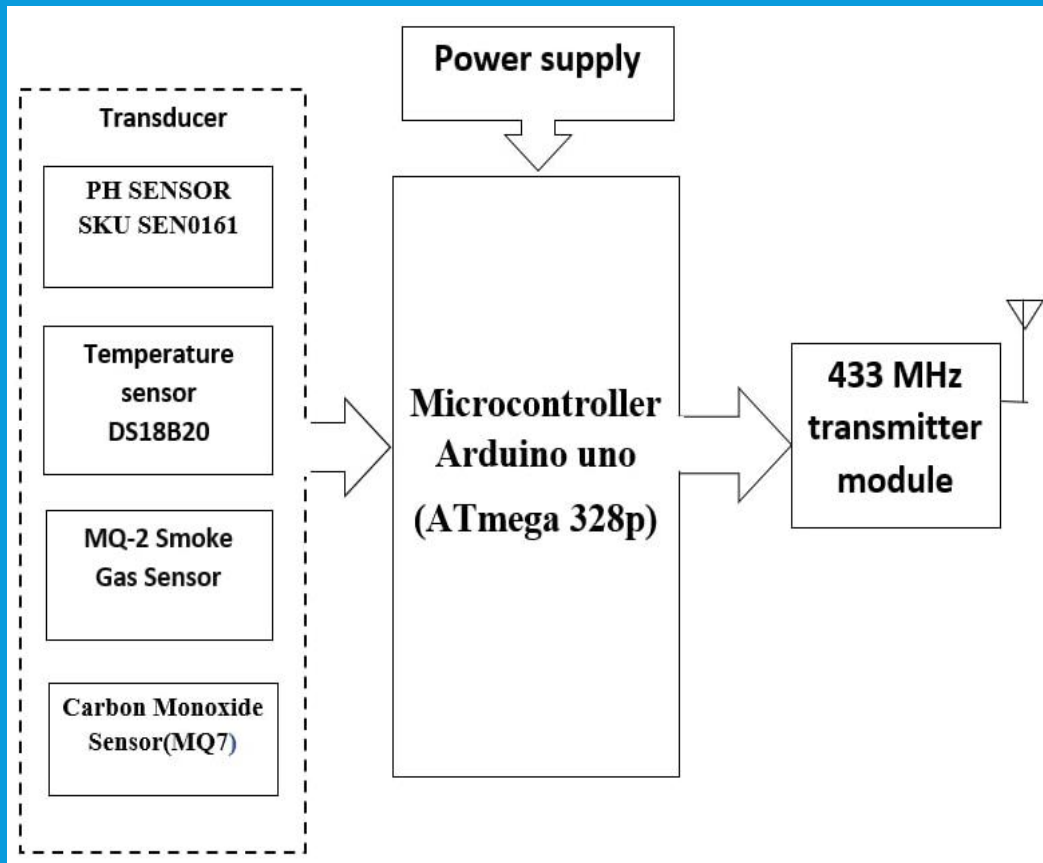 Power supply
Transducer
PH SENSOR
SKU SEN0161
Temperature
sensor
DS18B20
MQ-2 Smoke
Gas Sensor
Carbon Monoxide
Sensor(MQ7)
Microcontroller
Arduino uno
(ATmega 328p)
433 MHz
transmitter
module